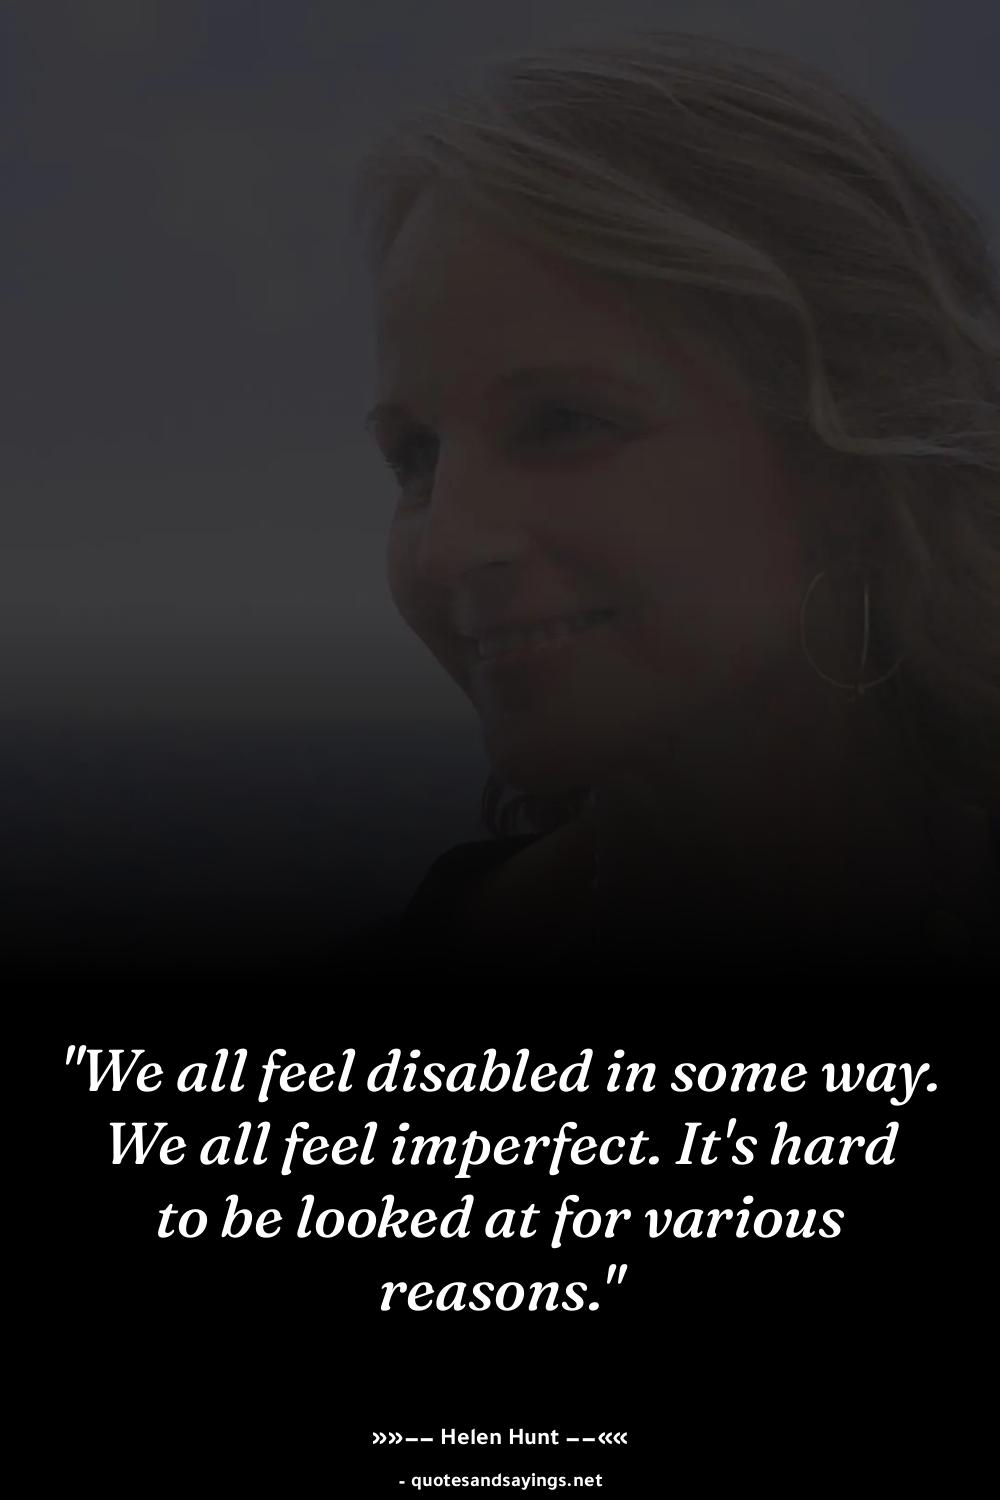 "We all feel disabled in some way.
We all feel imperfect. It's hard
to be looked at for various
reasons."
»»−− Helen Hunt −−««
- quotesandsayings.net